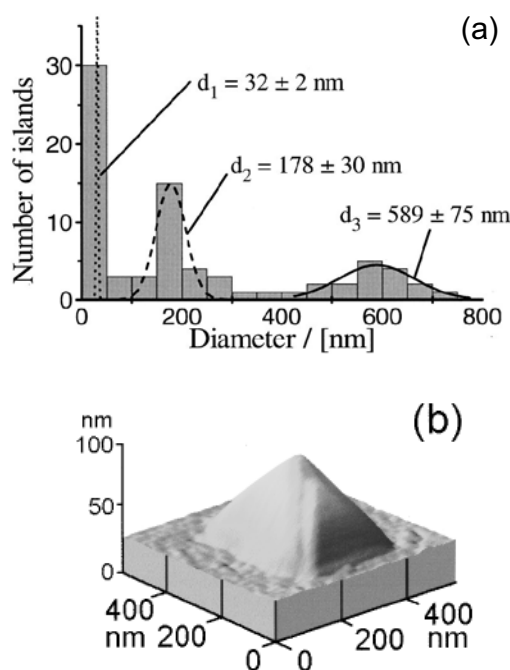 (a)
Number of islands
30
20
10
0
d₁ = 32 ± 2 nm
d₂ = 178 ± 30 nm
d₃ = 589 ± 75 nm
0 200 400 600 800
Diameter / [nm]
(b)
nm
100
50
0
400
nm 200
0
0
200
400
nm